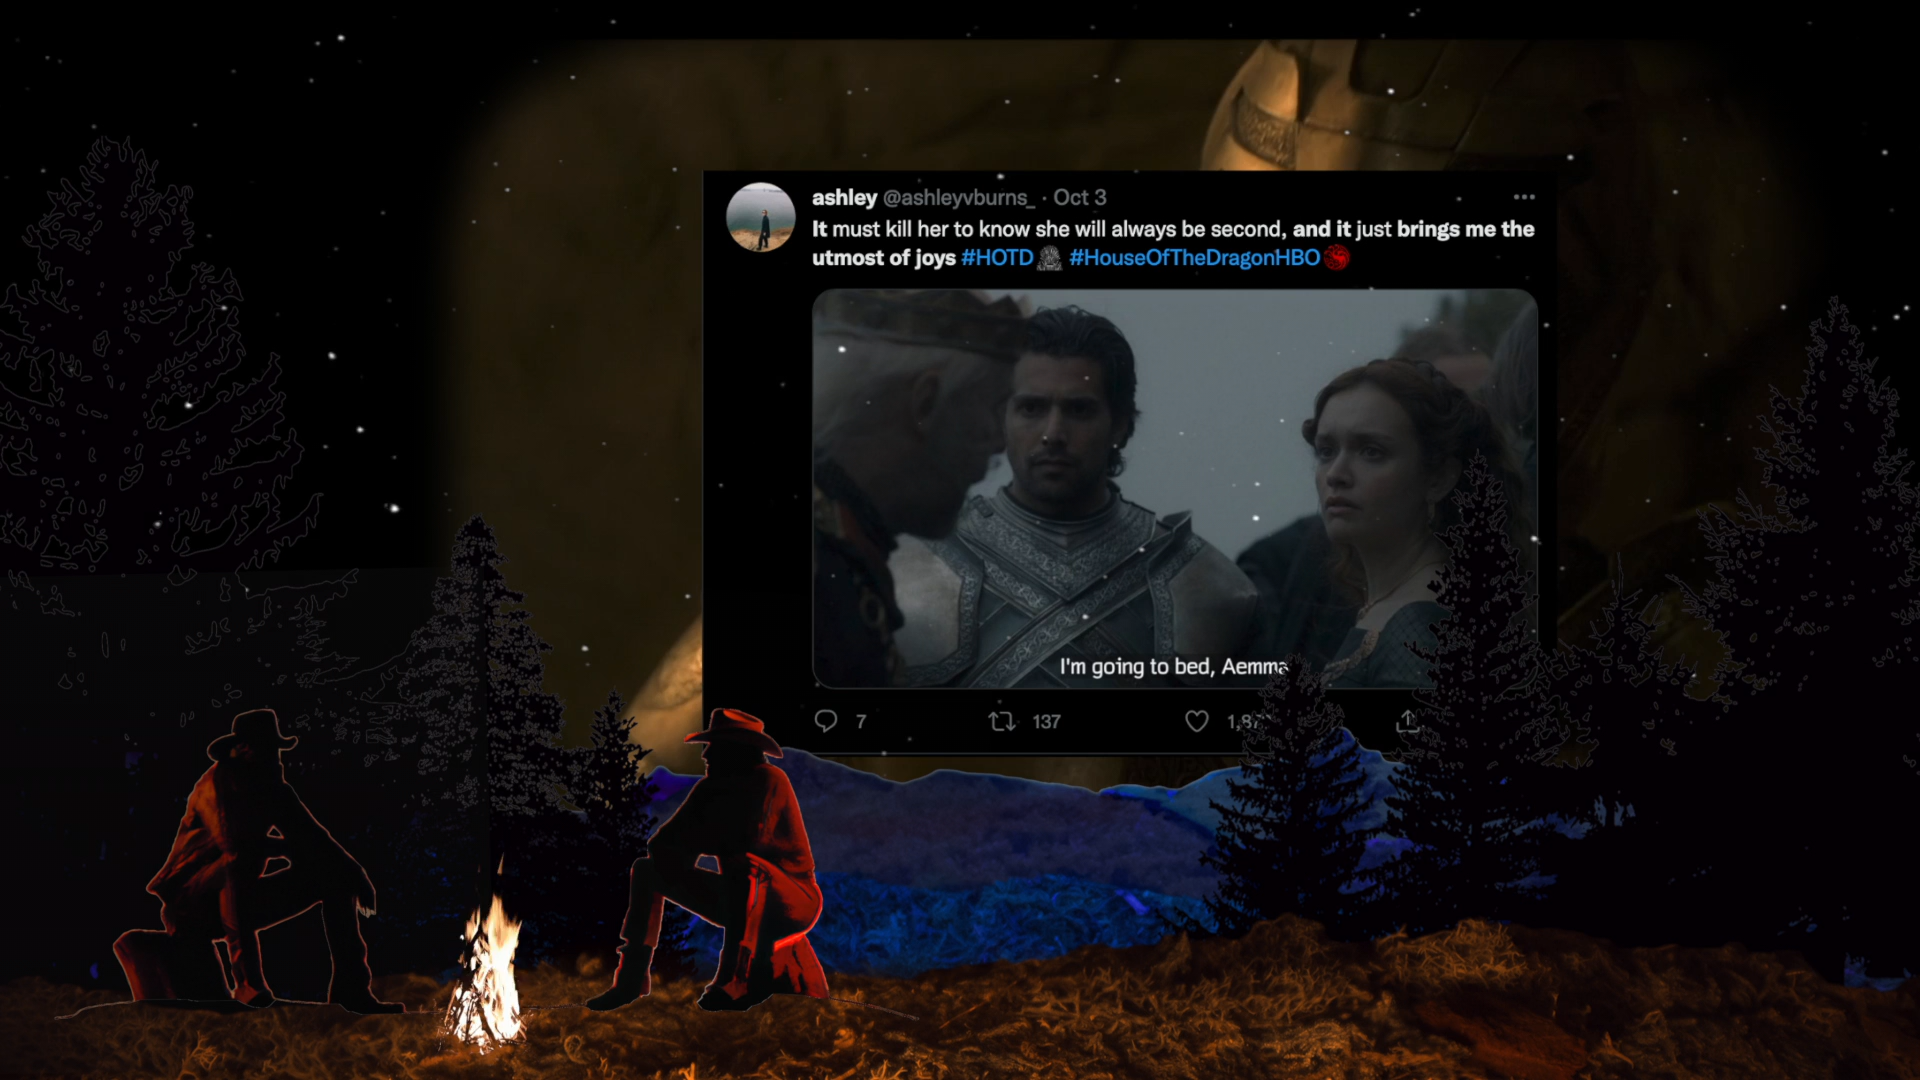 ashley @ashleyvburns_ · Oct 3
It must kill her to know she will always be second, and it just brings me the
utmost of joys #HOTD #HouseOfTheDragonHBO
I'm going to bed, Aemma
7 137